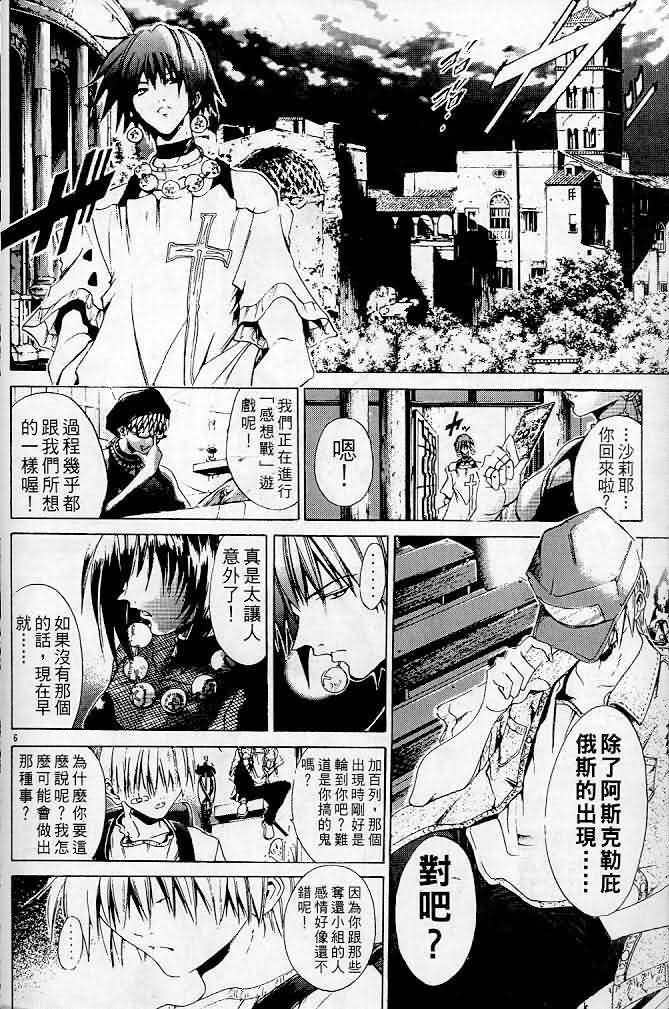 …沙莉耶…
你回來啦？
嗯！
我們正在進行
「感想戰」遊
戲呢！
過程幾乎都
跟我們所想
的一樣喔！
除了阿斯克勒庇
俄斯的出現……
對吧？
……
真是太讓人
意外了！
如果沒有那個
的話，現在早
就……
6
加百列，那個
出現時剛好是
輪到你吧？難
道是你搞的鬼
嗎？
為什麼你要這
麼說呢？我怎
麼可能會做出
那種事？
因為你跟那些
奪還小組的人
感情好像還不
錯呢！
……